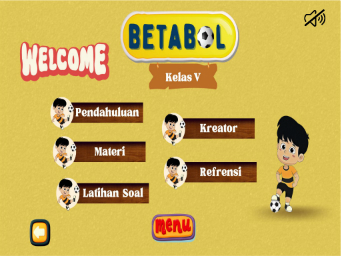 WELCOME
BETABOL
Kelas V
Pendahuluan
Materi
Latihan Soal
Kreator
Refrensi
menu